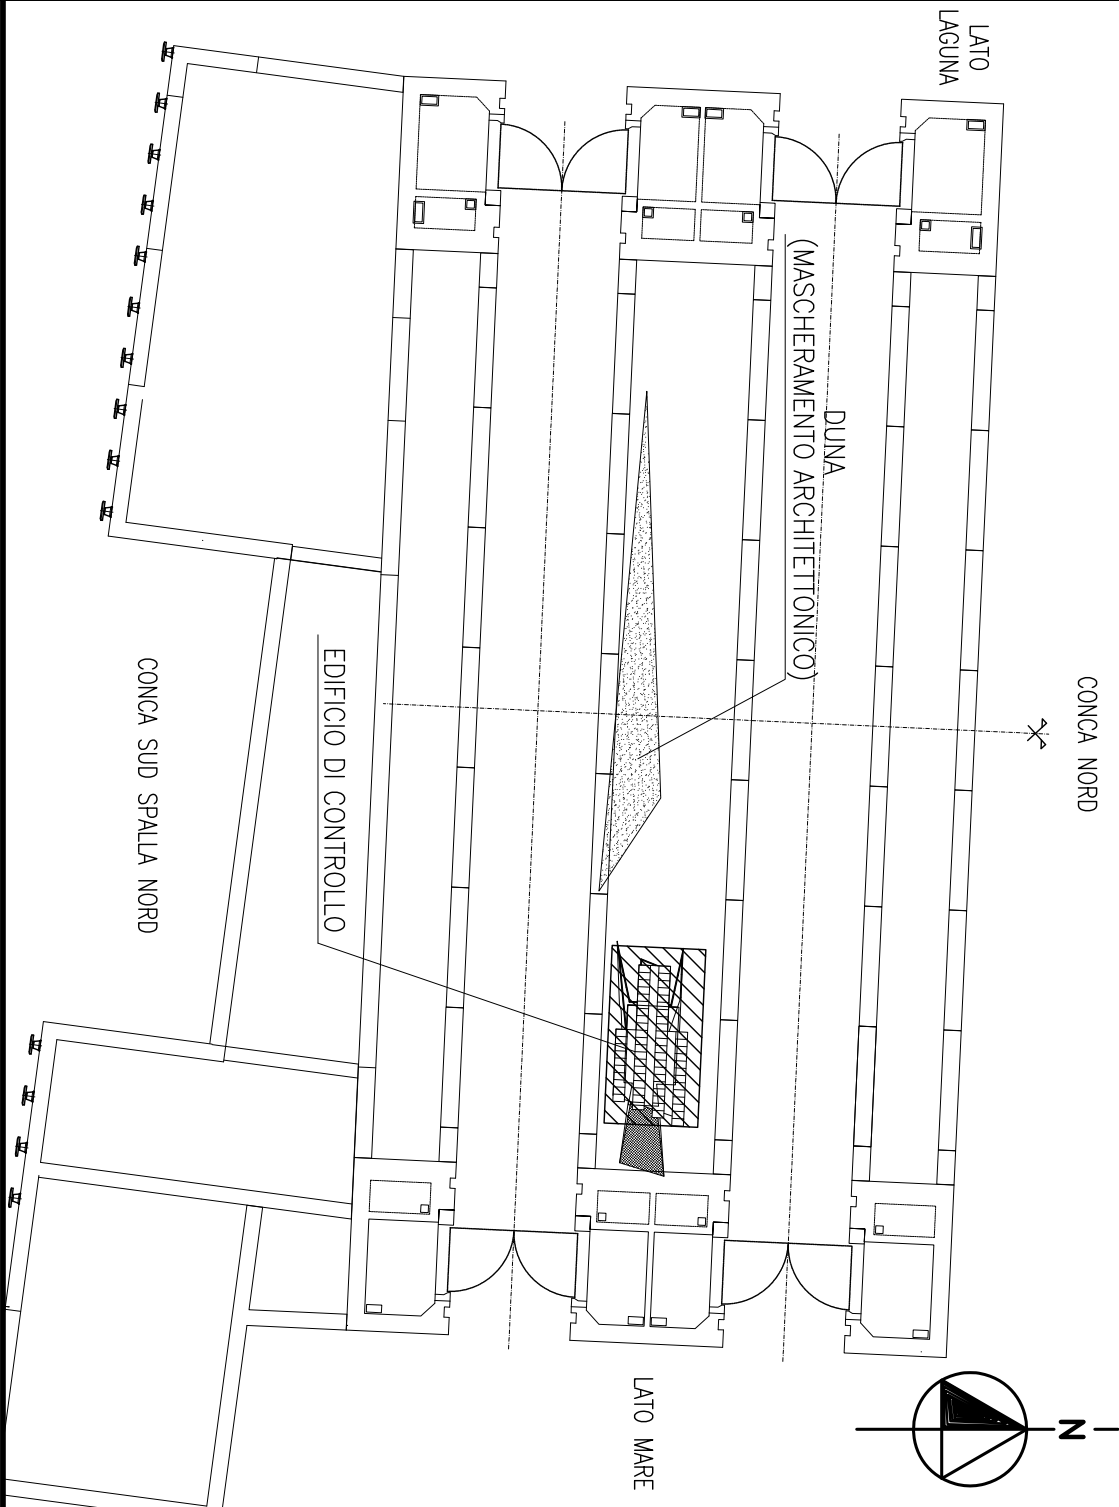 LATO
LAGUNA
CONCA NORD
DUNA
(MASCHERAMENTO ARCHITETTONICO)
EDIFICIO DI CONTROLLO
CONCA SUD SPALLA NORD
LATO MARE
N